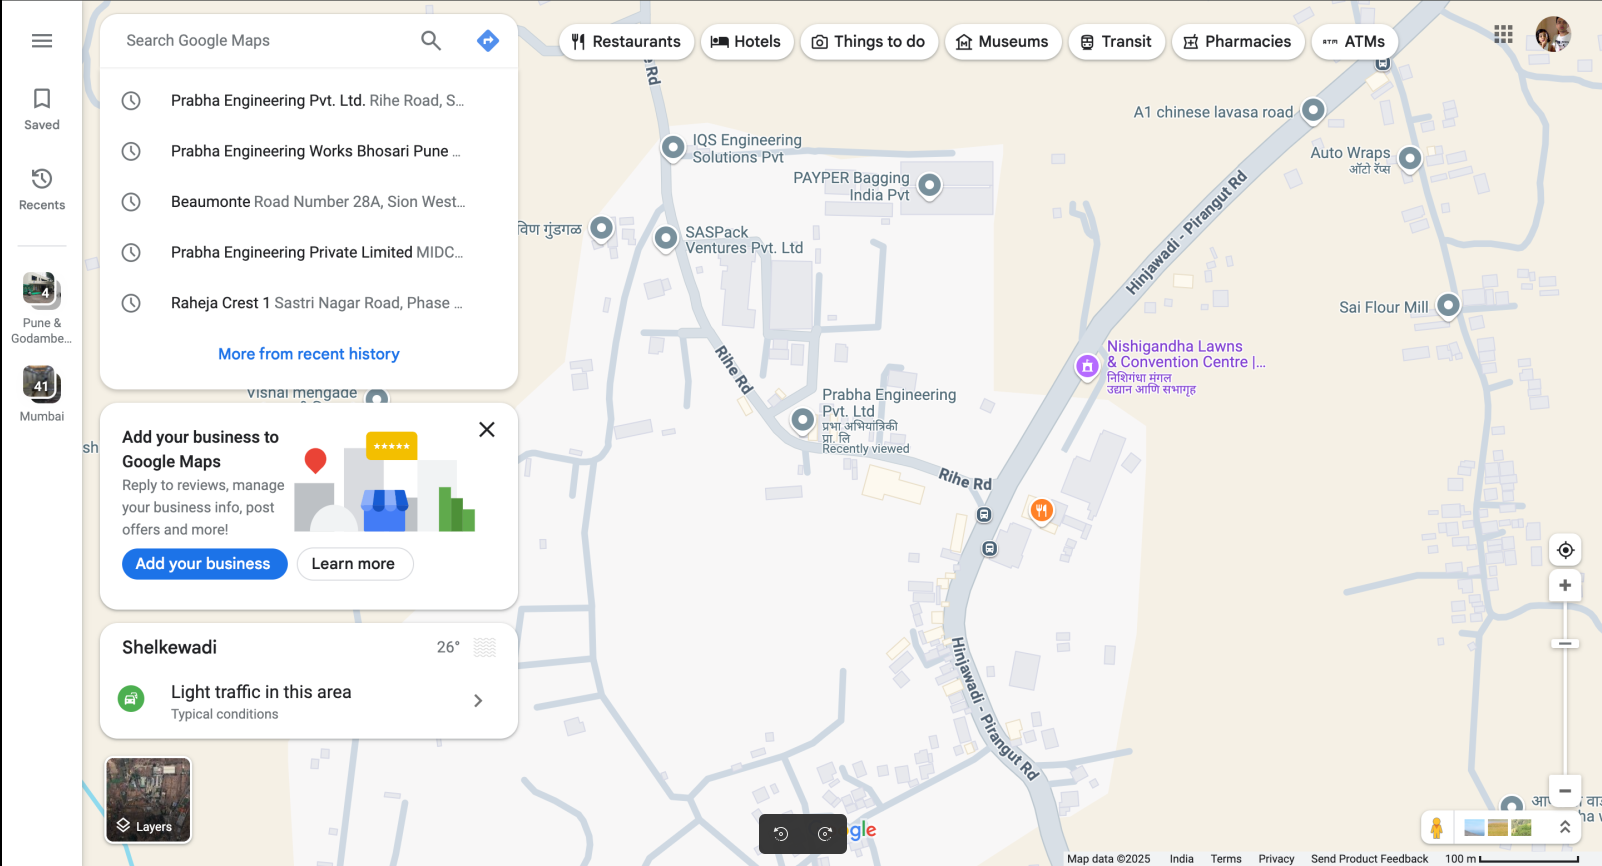 Search Google Maps
Restaurants
Hotels
Things to do
Museums
Transit
Pharmacies
ATMs
Saved
Recents
4
Pune &
Godambe...
41
Mumbai
Prabha Engineering Pvt. Ltd. Rihe Road, S...
Prabha Engineering Works Bhosari Pune ...
Beaumonte Road Number 28A, Sion West...
Prabha Engineering Private Limited MIDC...
Raheja Crest 1 Sastri Nagar Road, Phase ...
More from recent history
Vishal mengade
Add your business to
Google Maps
Reply to reviews, manage
your business info, post
offers and more!
Add your business
Learn more
Shelkewadi
26°
Light traffic in this area
Typical conditions
Layers
Rd
IQS Engineering
Solutions Pvt
PAYPER Bagging
India Pvt
विण गुंडगळ
SASPack
Ventures Pvt. Ltd
A1 chinese lavasa road
Auto Wraps
ऑटो रॅप्स
Hinjawadi - Pirangut Rd
Sai Flour Mill
Nishigandha Lawns
& Convention Centre |...
निशिगंधा मंगल
उद्यान आणि सभागृह
Rihe Rd
Prabha Engineering
Pvt. Ltd
प्रभा अभियांत्रिकी
प्रा. लि
Recently viewed
sh
Rihe Rd
Hinjawadi - Pirangut Rd
gle
Map data ©2025
India
Terms
Privacy
Send Product Feedback
100 m